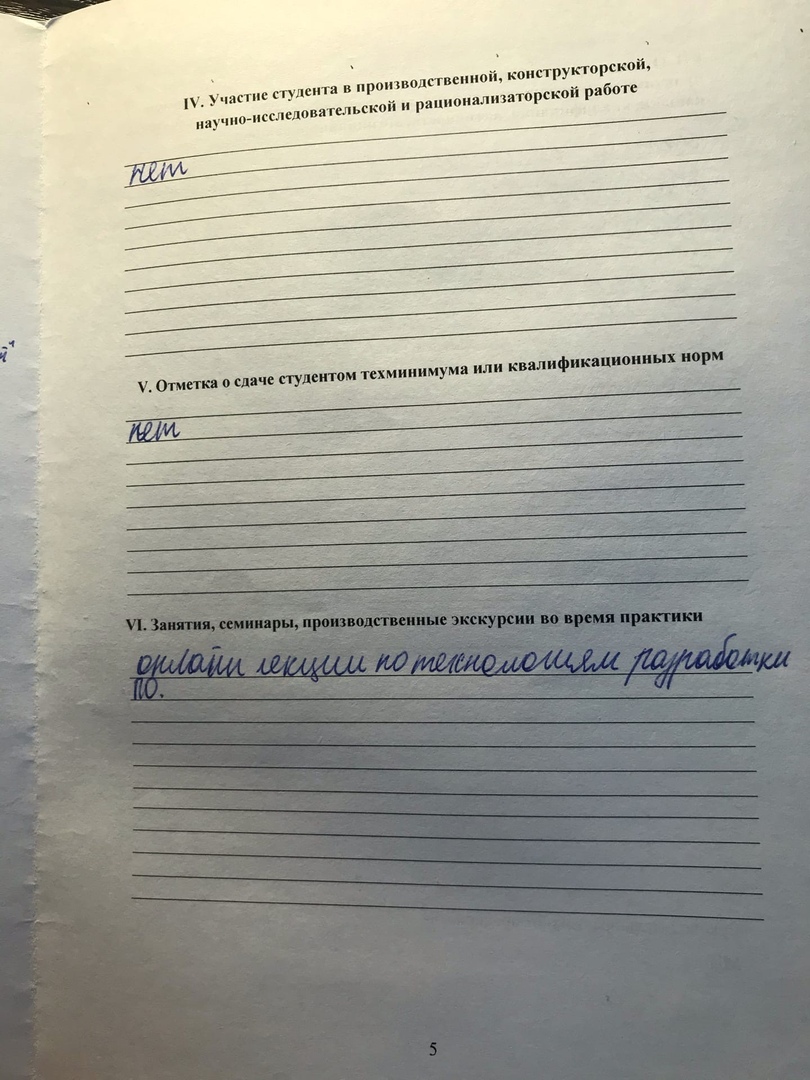 IV. Участие студента в производственной, конструкторской,
научно-исследовательской и рационализаторской работе
нет
V. Отметка о сдаче студентом техминимума или квалификационных норм
нет
VI. Занятия, семинары, производственные экскурсии во время практики
онлайн лекции по технологиям разработки
ПО.
5